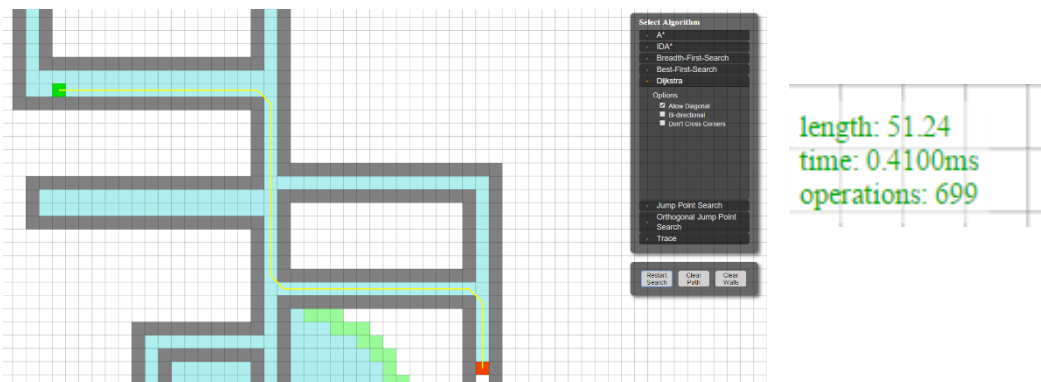 Select Algorithm
A*
IDA*
Breadth-First-Search
Best-First-Search
Dijkstra
Options
Allow Diagonal
Bi-directional
Don't Cross Corners
Jump Point Search
Orthogonal Jump Point
Search
Trace
Restart
Search
Clear
Path
Clear
Walls
length: 51.24
time: 0.4100ms
operations: 699